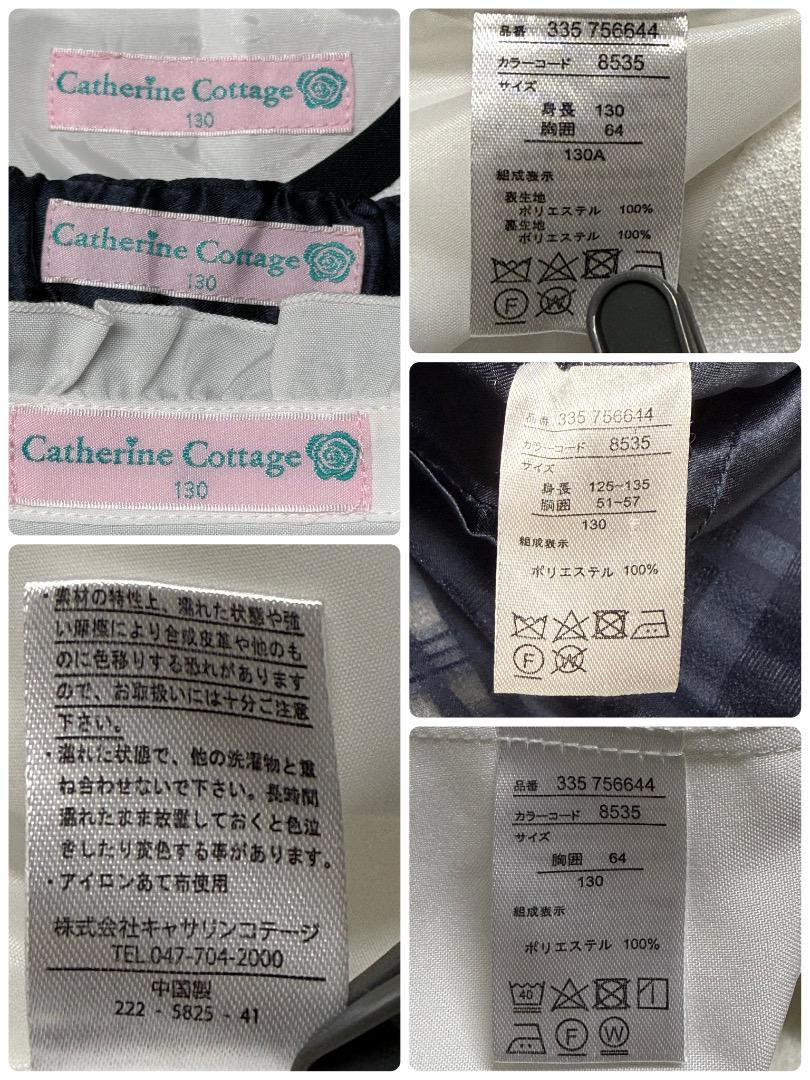 Catherine Cottage
130
Catherine Cottage
130
Catherine Cottage
130
・素材の特性上、濡れた状態や強
い摩擦により合成皮革や他のも
のに色移りする恐れがあります
ので、お取扱いには十分ご注意
下さい。
・濡れた状態で、他の洗濯物と重
ね合わせないで下さい。長時間
濡れたまま放置しておくと色泣
きしたり変色する事があります。
・アイロンあて布使用
株式会社キャサリンコテージ
TEL.047-704-2000
中国製
222 - 5825 - 41
品番 335 756644
カラーコード 8535
サイズ
身長 130
胸囲 64
130A
組成表示
表生地
ポリエステル 100%
裏生地
ポリエステル 100%
F W
品番 335 756644
カラーコード 8535
サイズ
身長 125~135
胸囲 51~57
130
組成表示
ポリエステル 100%
F W
品番 335 756644
カラーコード 8535
サイズ
胸囲 64
130
組成表示
ポリエステル 100%
40
F W